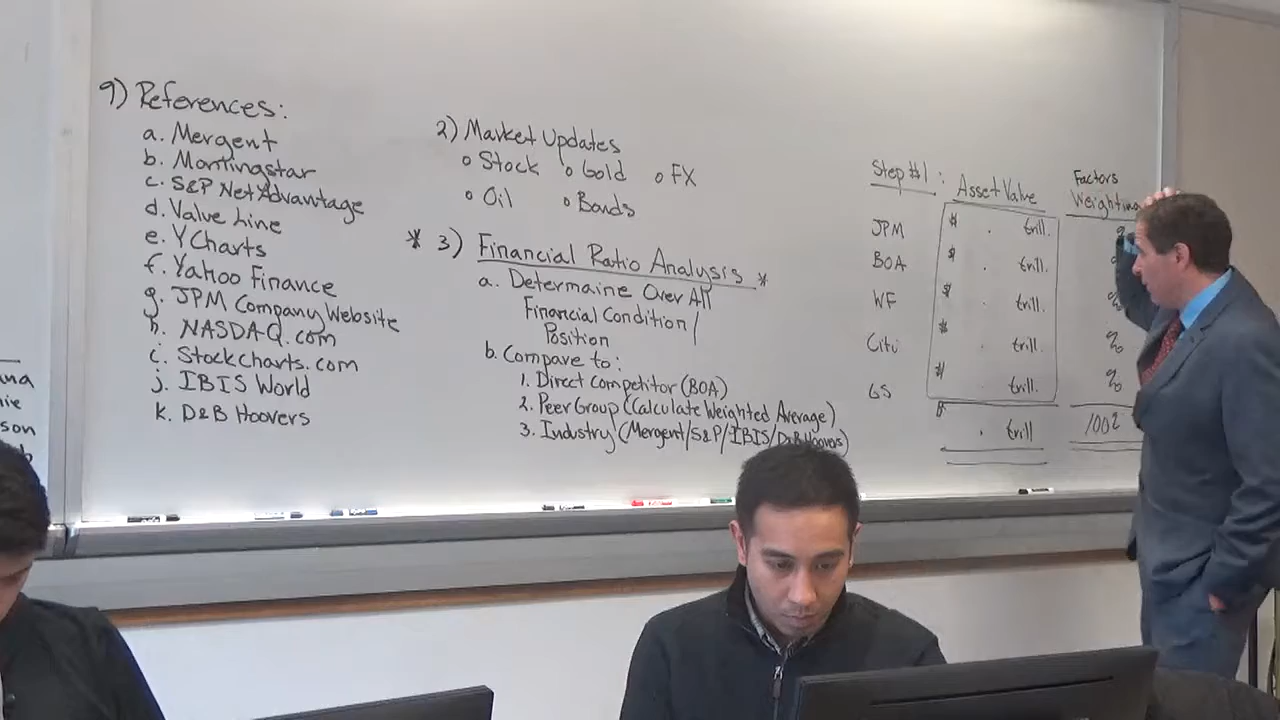 9) References:
a. Mergent
b. Morningstar
c. S&P NetAdvantage
d. Value Line
e. YCharts
f. Yahoo Finance
g. JPM Company Website
h. NASDAQ.com
i. Stockcharts.com
j. IBIS World
k. D&B Hoovers
2) Market Updates
o Stock o Gold o FX
o Oil o Bonds
* 3) Financial Ratio Analysis *
a. Determaine Over All
Financial Condition/
Position
b. Compare to:
1. Direct Competitor (BOA)
2. Peer Group (Calculate Weighted Average)
3. Industry (Mergent/S&P/IBIS/D&B Hoovers)
Step #1: Asset Value Factors
Weighting
JPM $ . trill. %
BOA $ . trill.
WF $ . trill. %
Citi $ . trill. %
GS $ . trill. %
$ . trill 100%